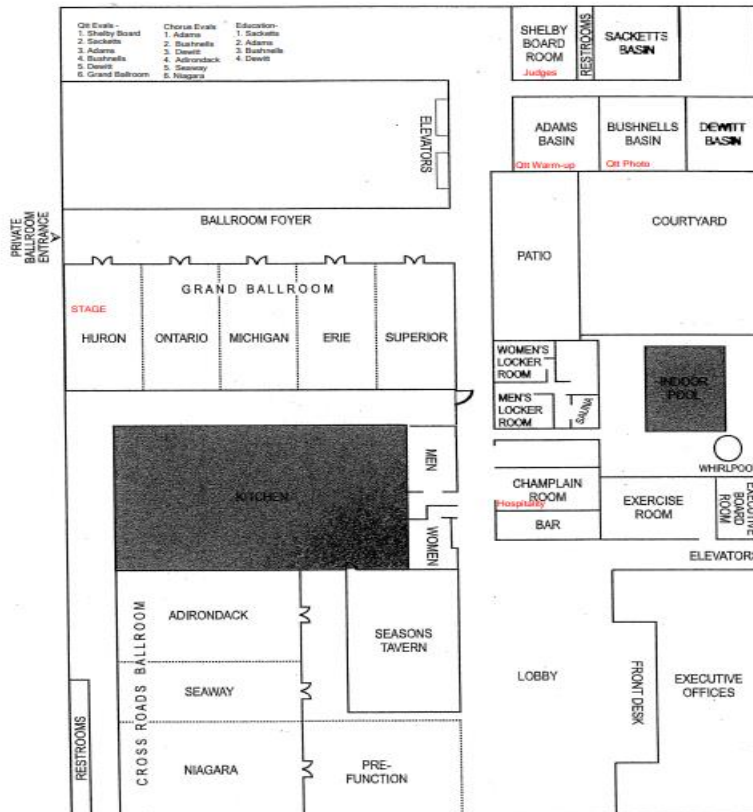 Qtt Evals -
1. Shelby Board
2. Sacketts
3. Adams
4. Bushnells
5. Dewitt
6. Grand Ballroom
Chorus Evals
1. Adams
2. Bushnells
3. Dewitt
4. Adirondack
5. Seaway
6. Niagara
Education-
1. Sacketts
2. Adams
3. Bushnells
4. Dewitt
SHELBY
BOARD
ROOM
Judges
RESTROOMS
SACKETTS
BASIN
ELEVATORS
ADAMS
BASIN
Qtt Warm-up
BUSHNELLS
BASIN
Qtt Photo
DEWITT
BASIN
PRIVATE
BALLROOM
ENTRANCE
BALLROOM FOYER
PATIO
COURTYARD
GRAND BALLROOM
STAGE
HURON
ONTARIO
MICHIGAN
ERIE
SUPERIOR
WOMEN'S
LOCKER
ROOM
MEN'S
LOCKER
ROOM
SAUNA
INDOOR
POOL
WHIRLPOOL
KITCHEN
MEN
WOMEN
CHAMPLAIN
ROOM
Hospitality
BAR
EXERCISE
ROOM
EXECUTIVE
BOARD
ROOM
ELEVATORS
CROSS ROADS BALLROOM
ADIRONDACK
SEAWAY
NIAGARA
SEASONS
TAVERN
PRE-
FUNCTION
RESTROOMS
LOBBY
FRONT DESK
EXECUTIVE
OFFICES